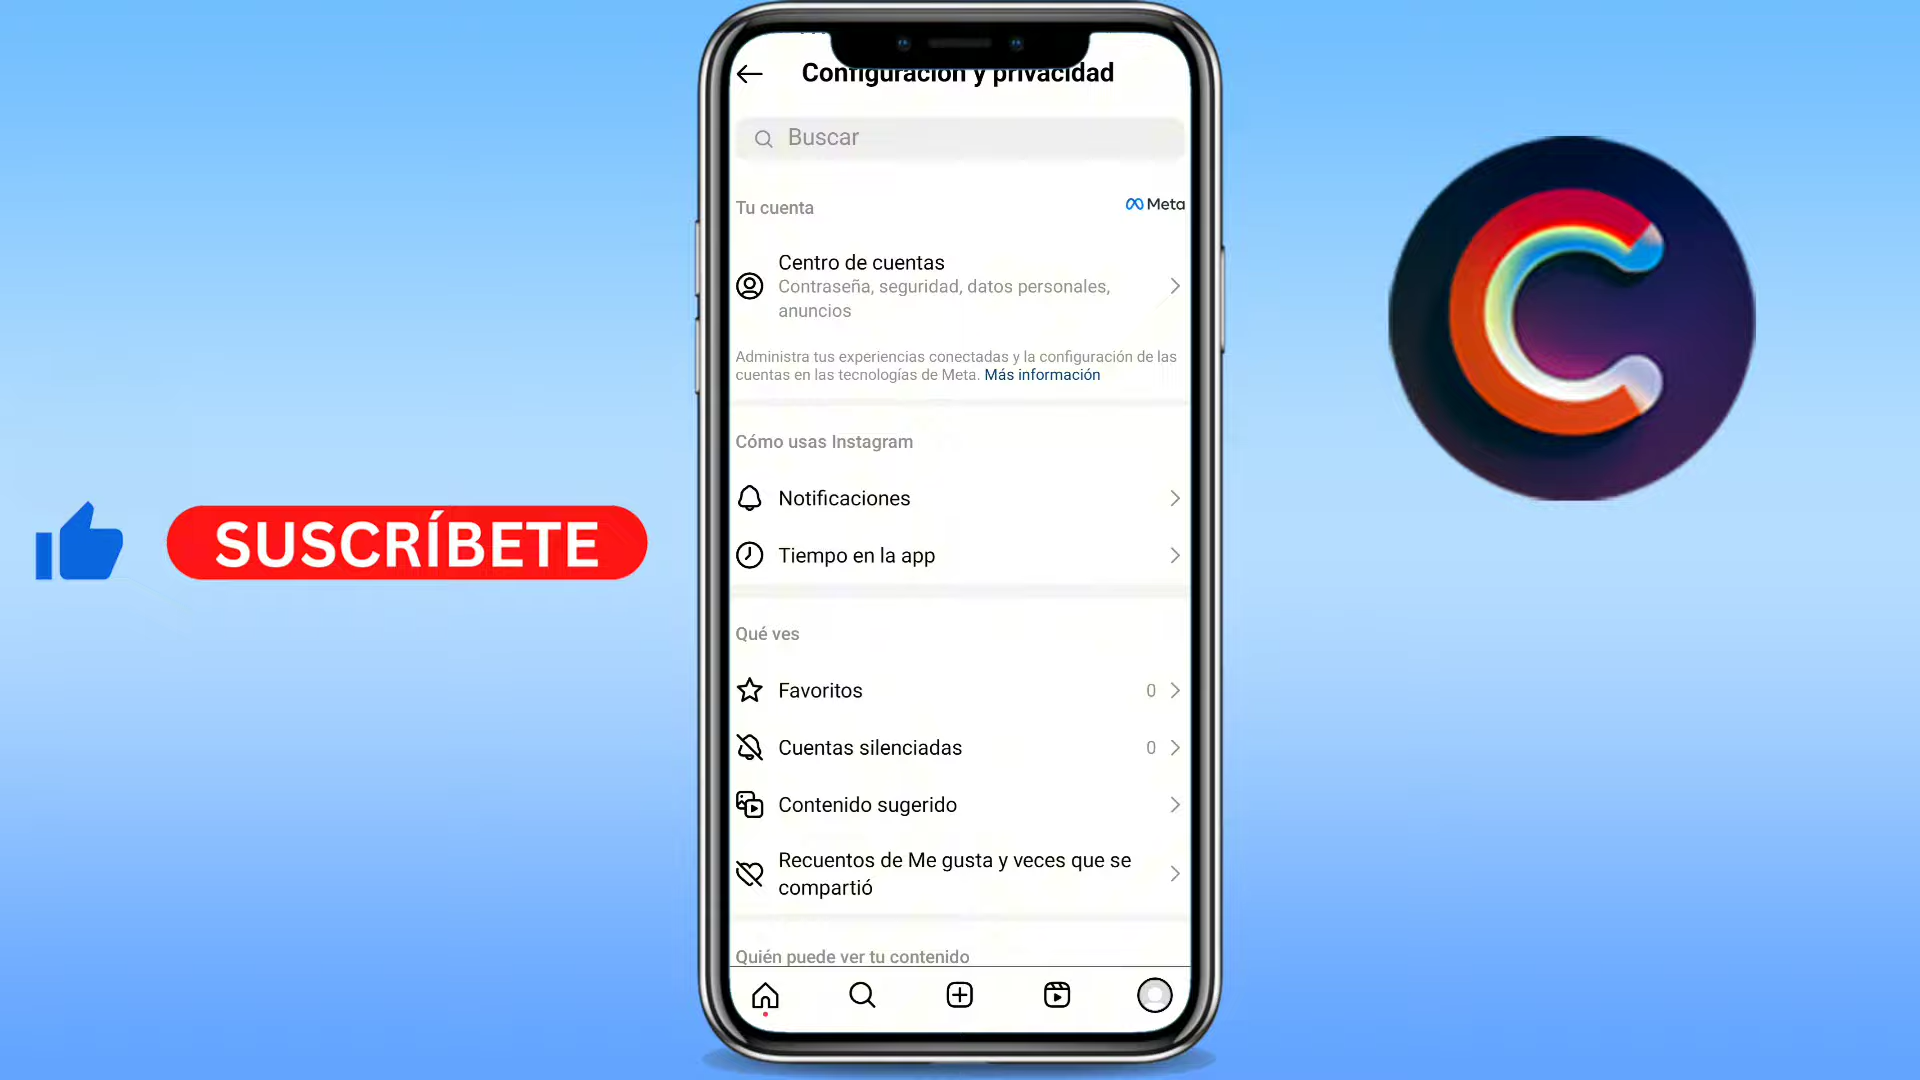 Configuración y privacidad
Buscar
Tu cuenta
Meta
Centro de cuentas
Contraseña, seguridad, datos personales,
anuncios
Administra tus experiencias conectadas y la configuración de las
cuentas en las tecnologías de Meta. Más información
Cómo usas Instagram
Notificaciones
Tiempo en la app
Qué ves
Favoritos 0
Cuentas silenciadas 0
Contenido sugerido
Recuentos de Me gusta y veces que se
compartió
Quién puede ver tu contenido
SUSCRÍBETE
C